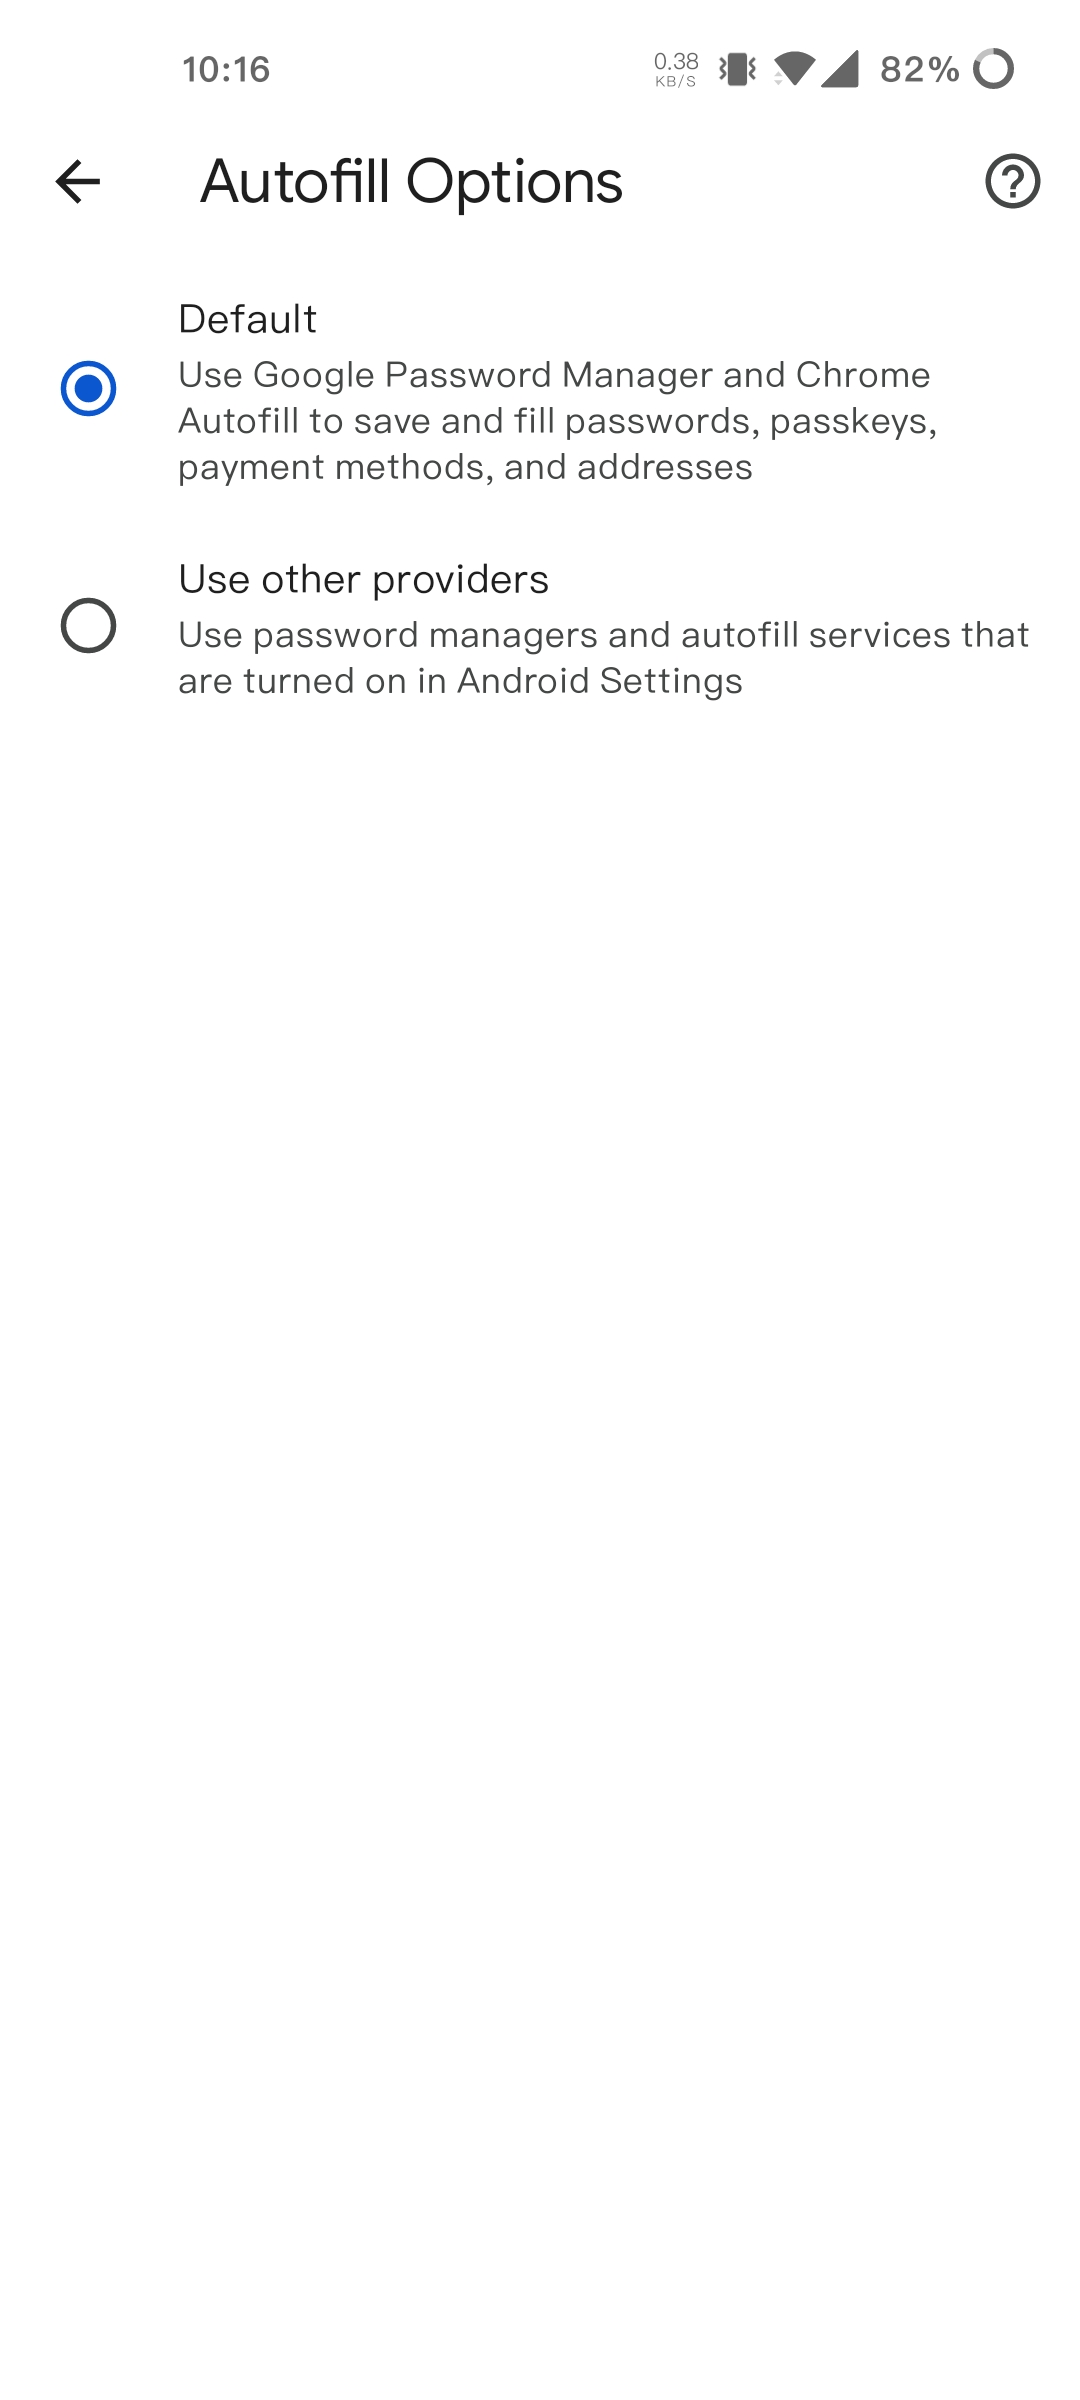 10:16
0.38
KB/S
82%
Autofill Options
Default
Use Google Password Manager and Chrome
Autofill to save and fill passwords, passkeys,
payment methods, and addresses
Use other providers
Use password managers and autofill services that
are turned on in Android Settings